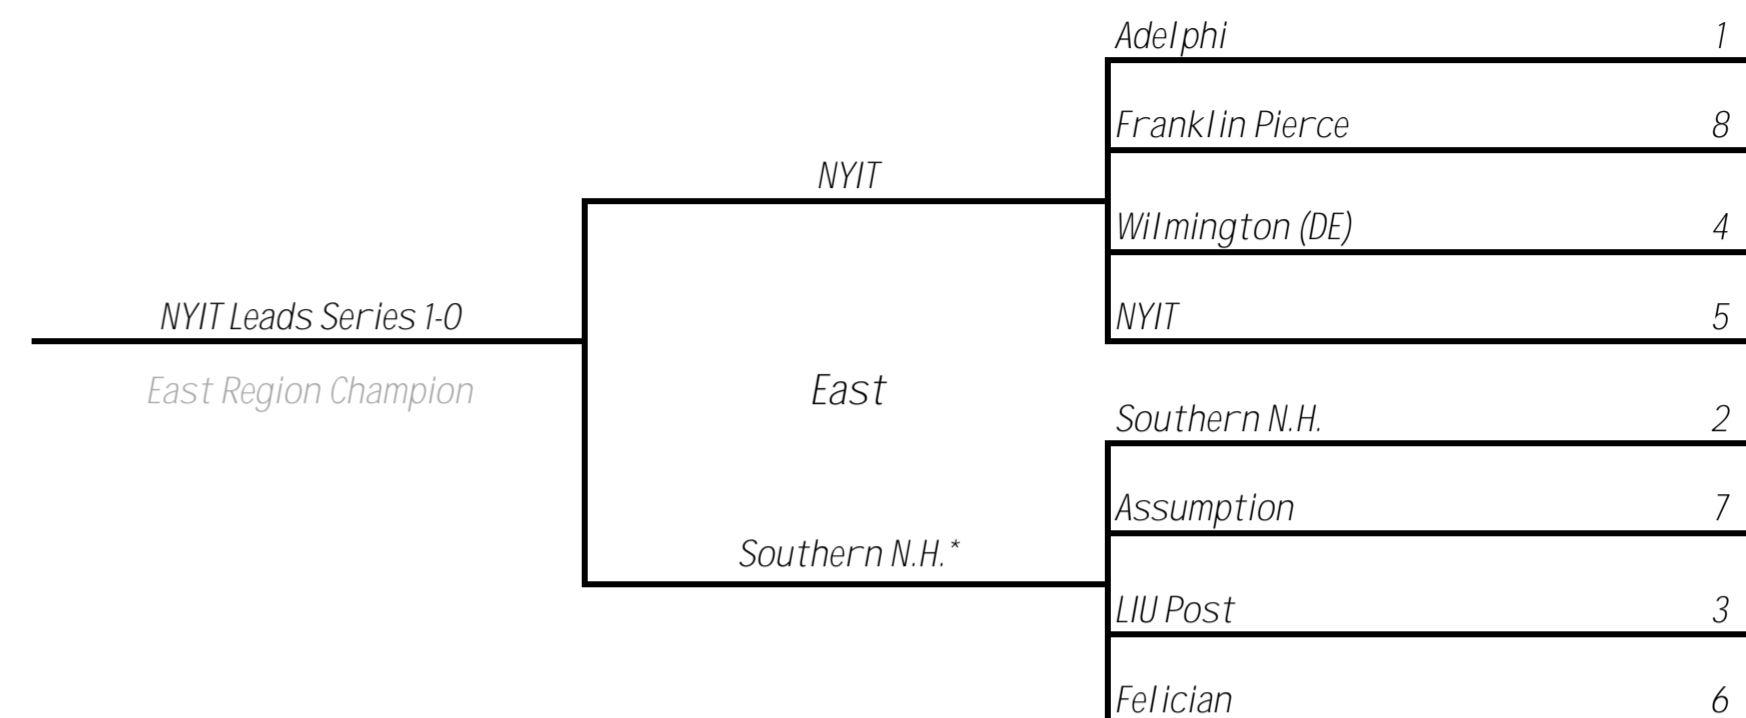 Adelphi 1
Franklin Pierce 8
NYIT
Wilmington (DE) 4
NYIT Leads Series 1-0
NYIT 5
East Region Champion
East
Southern N.H. 2
Assumption 7
Southern N.H.*
LIU Post 3
Felician 6